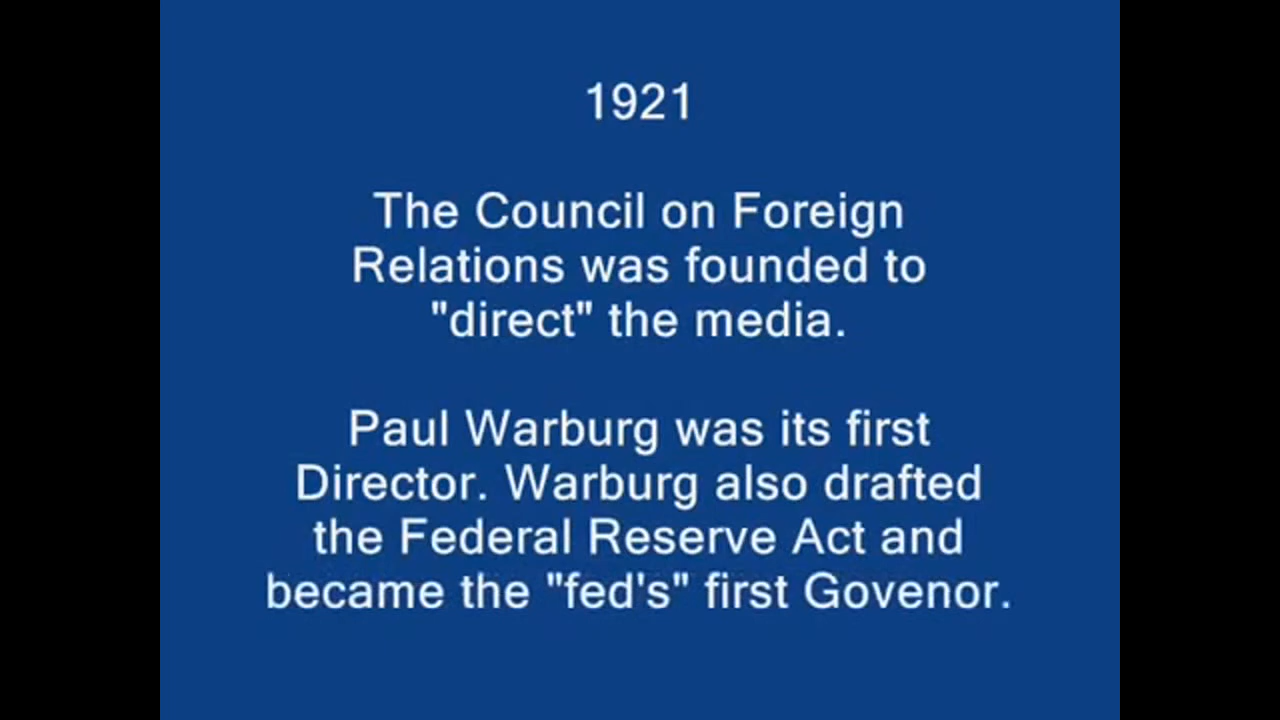 1921
The Council on Foreign
Relations was founded to
"direct" the media.
Paul Warburg was its first
Director. Warburg also drafted
the Federal Reserve Act and
became the "fed's" first Govenor.